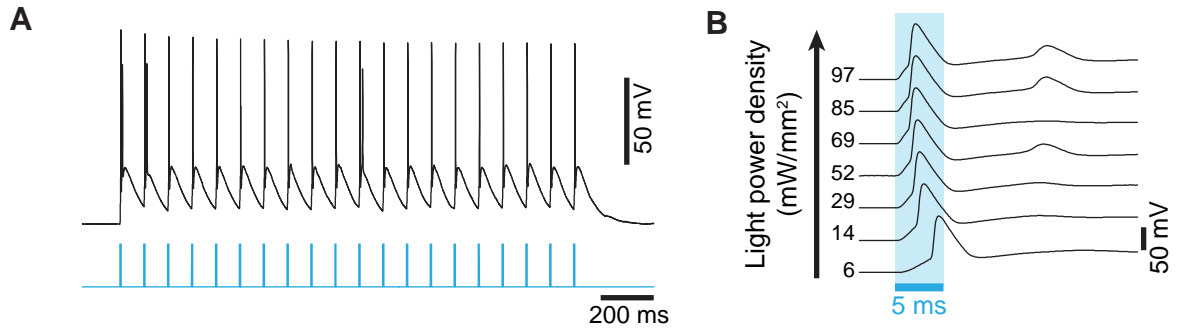 A
50 mV
200 ms
B
Light power density
(mW/mm²)
97
85
69
52
29
14
6
50 mV
5 ms